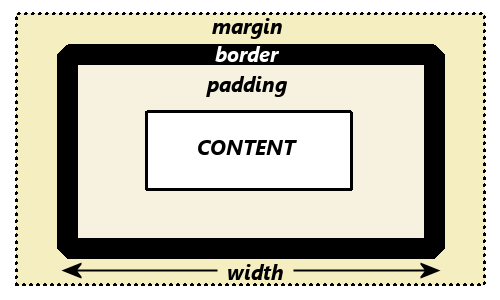 margin
border
padding
CONTENT
width